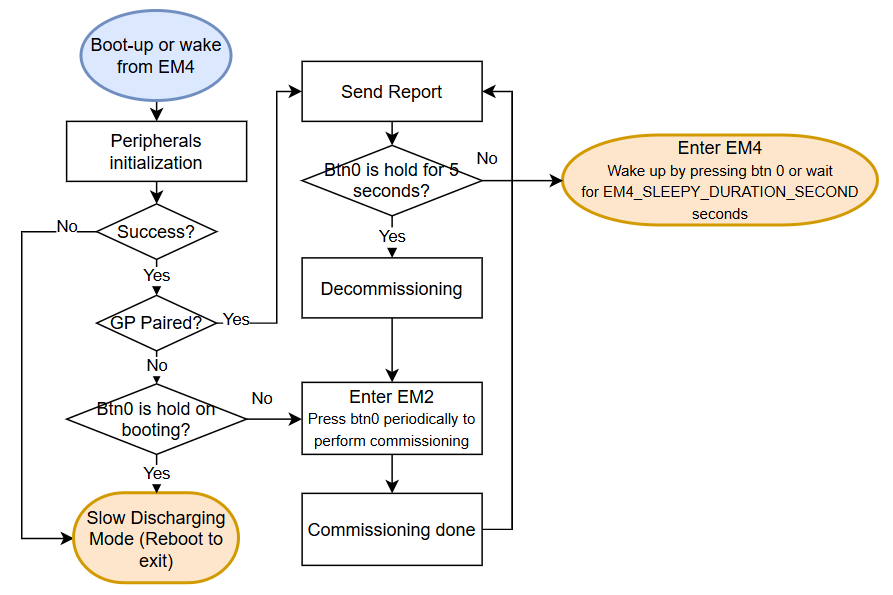 Boot-up or wake
from EM4
Peripherals
initialization
Success?
No
Yes
GP Paired?
Yes
No
Btn0 is hold on
booting?
No
Yes
Slow Discharging
Mode (Reboot to
exit)
Send Report
Btn0 is hold for 5
seconds?
No
Yes
Decommissioning
Enter EM2
Press btn0 periodically to
perform commissioning
Commissioning done
Enter EM4
Wake up by pressing btn 0 or wait
for EM4_SLEEPY_DURATION_SECOND
seconds